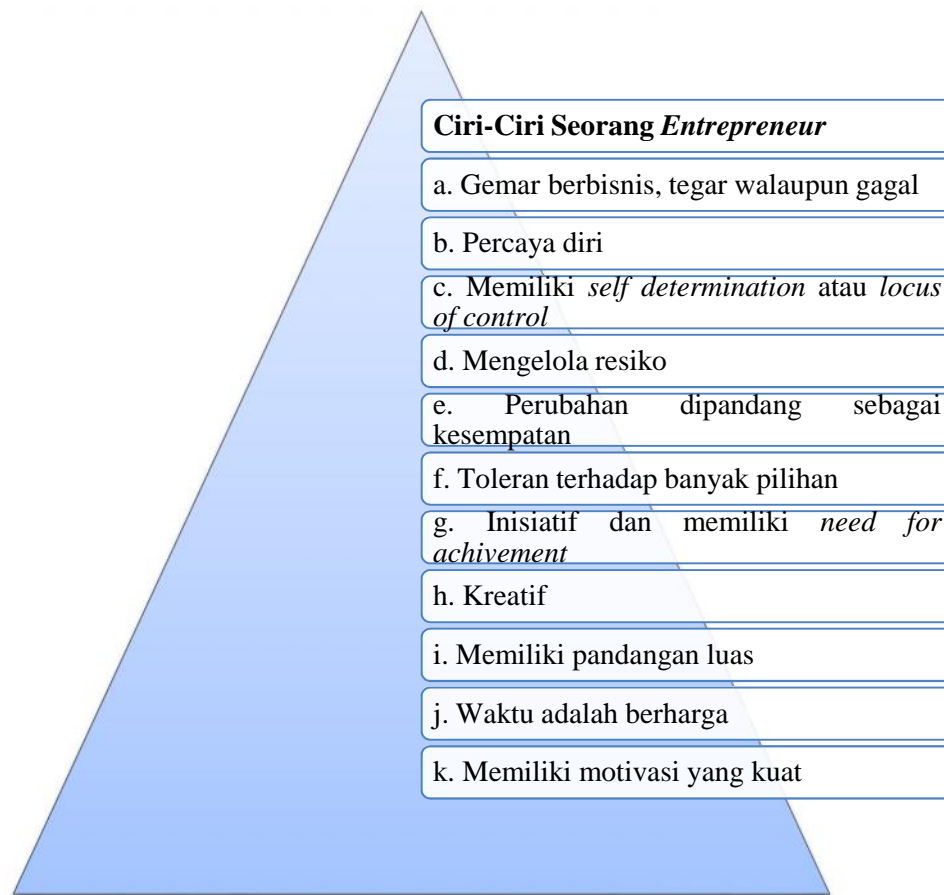 Ciri-Ciri Seorang Entrepreneur
a. Gemar berbisnis, tegar walaupun gagal
b. Percaya diri
c. Memiliki self determination atau locus
of control
d. Mengelola resiko
e. Perubahan dipandang sebagai
kesempatan
f. Toleran terhadap banyak pilihan
g. Inisiatif dan memiliki need for
achivement
h. Kreatif
i. Memiliki pandangan luas
j. Waktu adalah berharga
k. Memiliki motivasi yang kuat